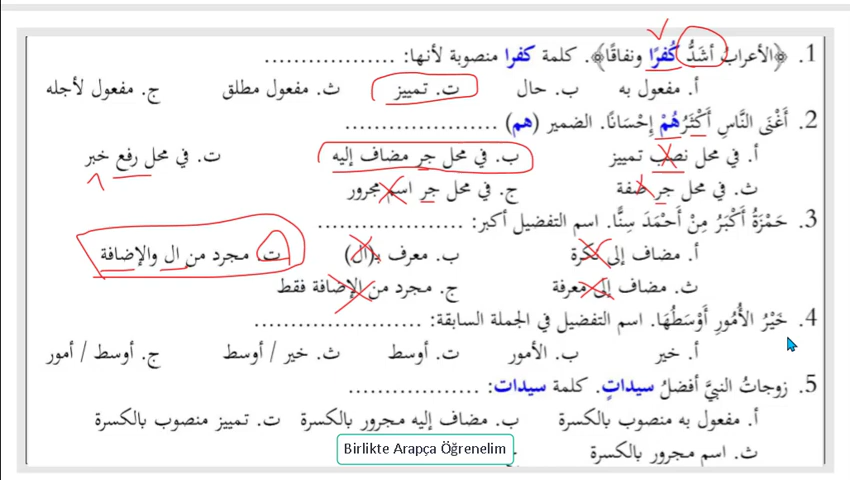 1. ﴿الأعرابُ أشَدُّ كُفرًا ونفاقًا﴾. كلمة كفرا منصوبة لأنها: ..................
أ. مفعول به ب. حال ت. تمييز ث. مفعول مطلق ج. مفعول لأجله
2. أَغْنَى النَّاسِ أَكْثَرُهُمْ إِحْسَانًا. الضمير (هم) .....................
أ. في محل نصب تمييز ب. في محل جر مضاف إليه ت. في محل رفع خبر
ث. في محل جر صفة ج. في محل جر اسم مجرور
3. حَمْزَةُ أَكْبَرُ مِنْ أَحْمَدَ سِنًّا. اسم التفضيل أكبر: ..................
أ. مضاف إلى نكرة ب. معرف بـ(ال) ت. مجرد من ال والإضافة
ث. مضاف إلى معرفة ج. مجرد من الإضافة فقط
4. خَيْرُ الأُمُورِ أَوْسَطُهَا. اسم التفضيل في الجملة السابقة: ......................
أ. خير ب. الأمور ت. أوسط ث. خير / أوسط ج. أوسط / أمور
5. زوجاتُ النبيَّ أفضلُ سيداتٍ. كلمة سيدات: ..................
أ. مفعول به منصوب بالكسرة ب. مضاف إليه مجرور بالكسرة ت. تمييز منصوب بالكسرة
ث. اسم مجرور بالكسرة
Birlikte Arapça Öğrenelim